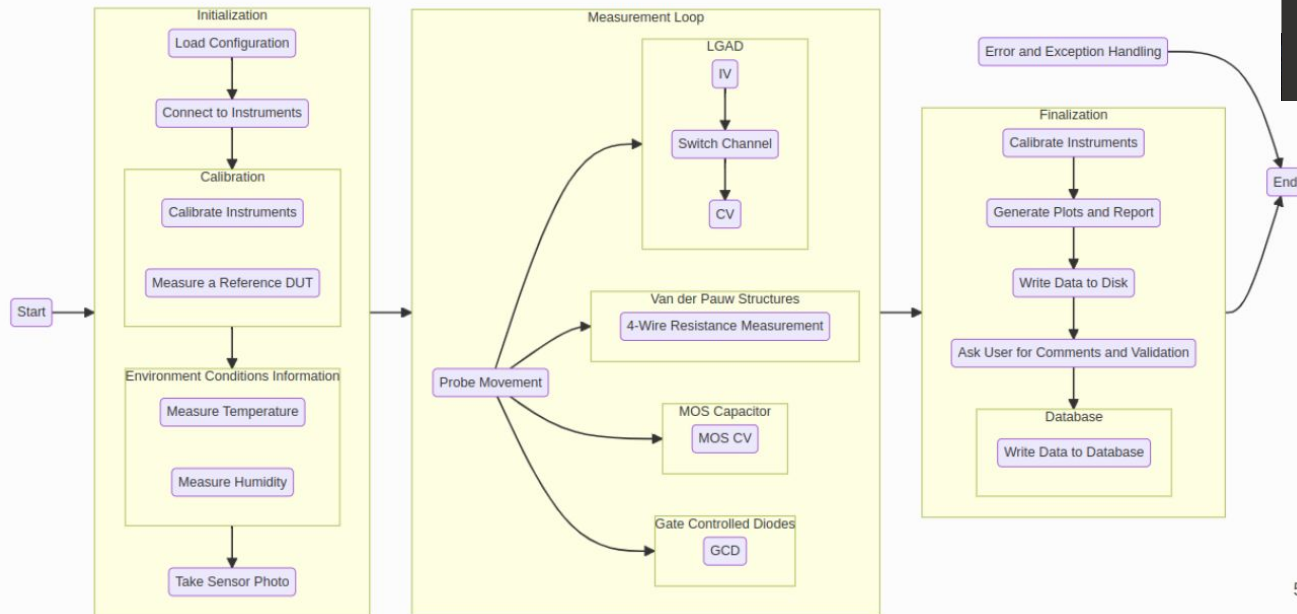 Start
Initialization
Load Configuration
Connect to Instruments
Calibration
Calibrate Instruments
Measure a Reference DUT
Environment Conditions Information
Measure Temperature
Measure Humidity
Take Sensor Photo
Measurement Loop
Probe Movement
LGAD
IV
Switch Channel
CV
Van der Pauw Structures
4-Wire Resistance Measurement
MOS Capacitor
MOS CV
Gate Controlled Diodes
GCD
Error and Exception Handling
Finalization
Calibrate Instruments
Generate Plots and Report
Write Data to Disk
Ask User for Comments and Validation
Database
Write Data to Database
End
5